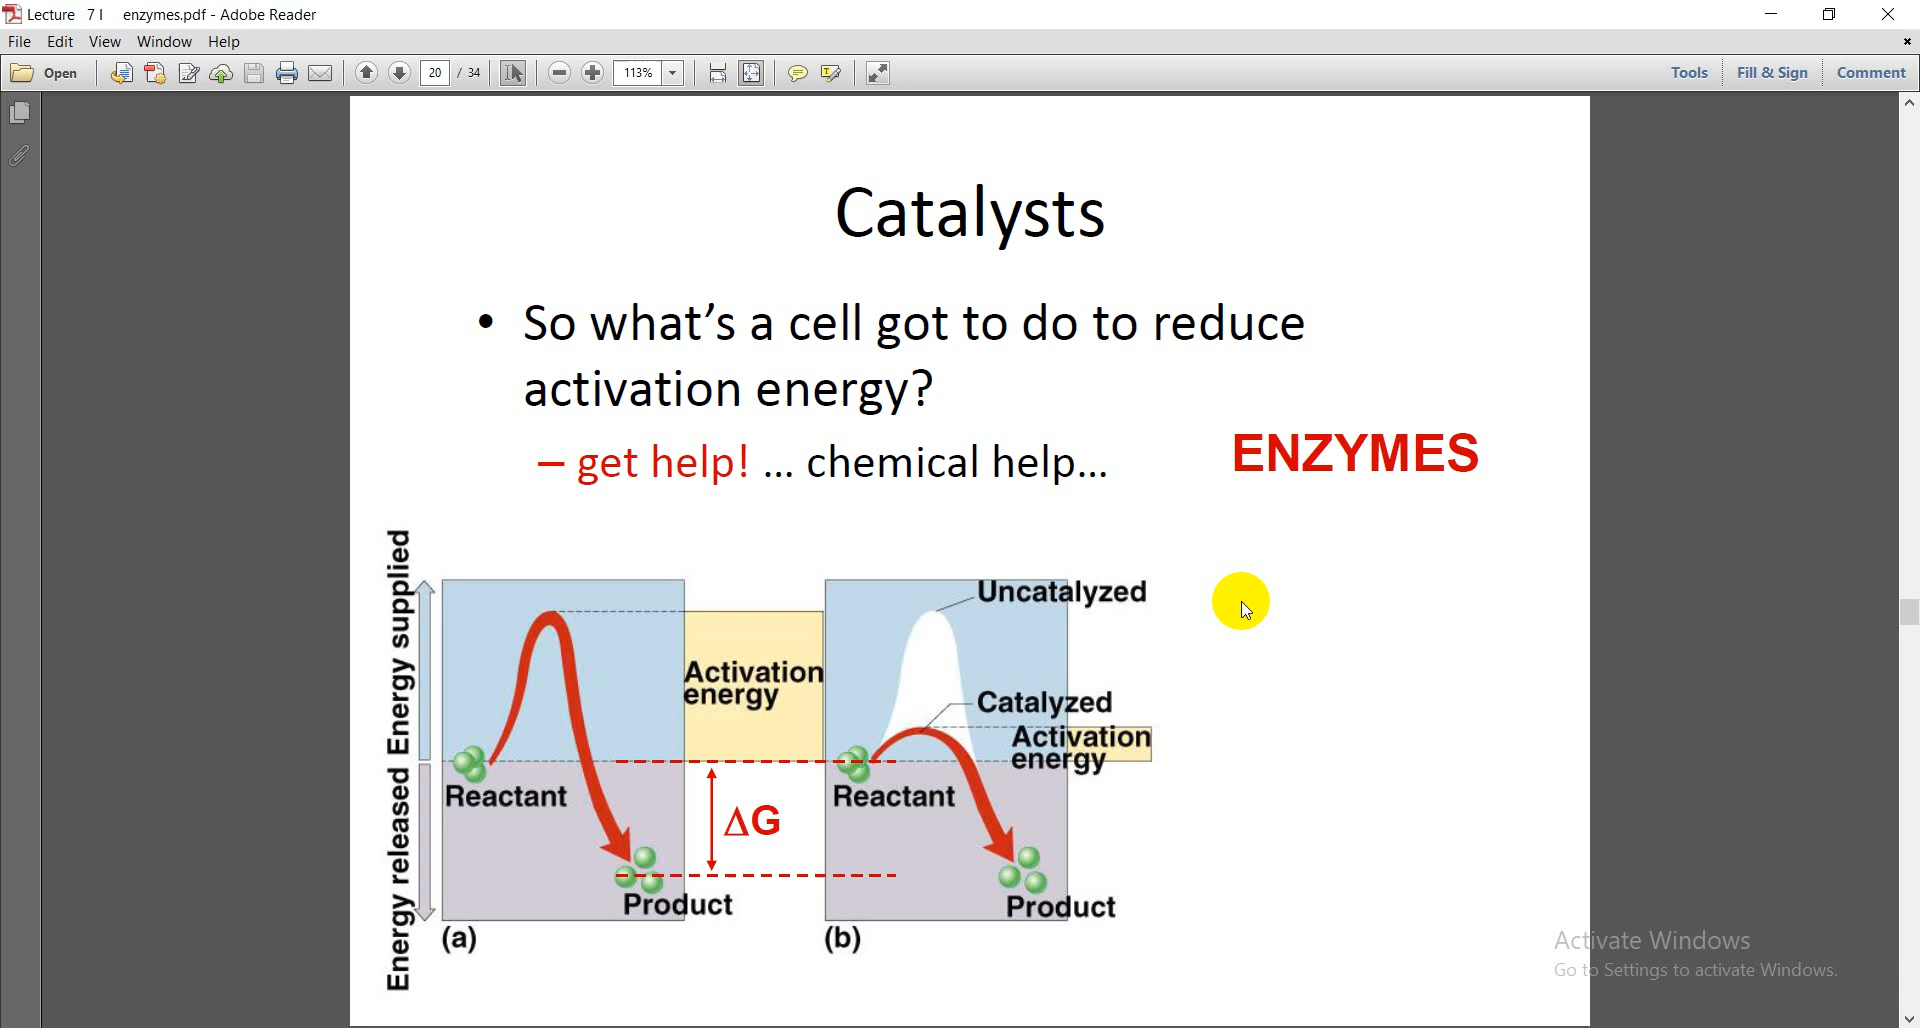 Lecture 7 I enzymes.pdf - Adobe Reader
File Edit View Window Help
Open 20 / 34 113% Tools Fill & Sign Comment
Catalysts
• So what's a cell got to do to reduce
activation energy?
– get help! ... chemical help...
ENZYMES
Energy supplied
Energy released
Activation
energy
Reactant
ΔG
Product
(a)
Uncatalyzed
Catalyzed
Activation
energy
Reactant
Product
(b)
Activate Windows
Go to Settings to activate Windows.